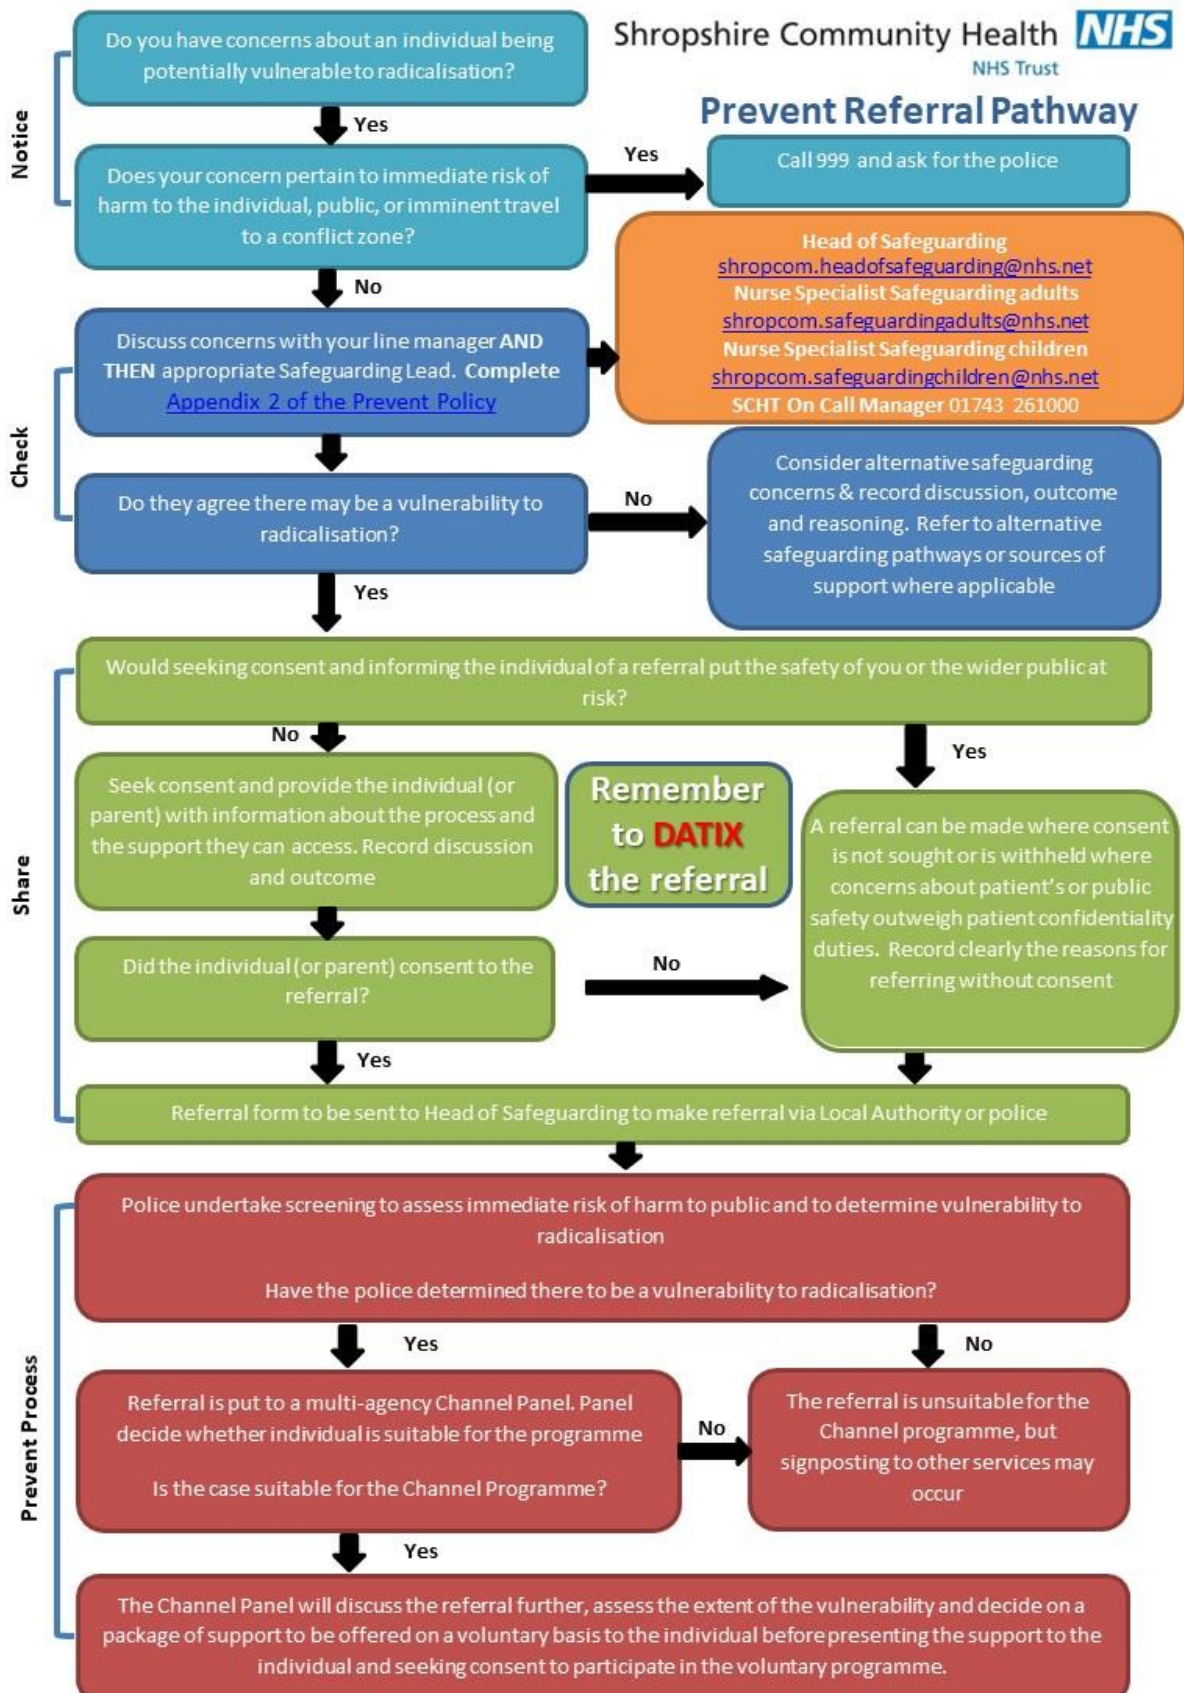 Shropshire Community Health NHS
NHS Trust
Prevent Referral Pathway
Notice
Do you have concerns about an individual being
potentially vulnerable to radicalisation?
Yes
Does your concern pertain to immediate risk of
harm to the individual, public, or imminent travel
to a conflict zone?
Yes
Call 999 and ask for the police
No
Check
Discuss concerns with your line manager AND
THEN appropriate Safeguarding Lead. Complete
Appendix 2 of the Prevent Policy
Head of Safeguarding
shropcom.headofsafeguarding@nhs.net
Nurse Specialist Safeguarding adults
shropcom.safeguardingadults@nhs.net
Nurse Specialist Safeguarding children
shropcom.safeguardingchildren@nhs.net
SCHT On Call Manager 01743 261000
Do they agree there may be a vulnerability to
radicalisation?
No
Consider alternative safeguarding
concerns & record discussion, outcome
and reasoning. Refer to alternative
safeguarding pathways or sources of
support where applicable
Yes
Share
Would seeking consent and informing the individual of a referral put the safety of you or the wider public at
risk?
No
Yes
Seek consent and provide the individual (or
parent) with information about the process and
the support they can access. Record discussion
and outcome
Remember
to DATIX
the referral
A referral can be made where consent
is not sought or is withheld where
concerns about patient's or public
safety outweigh patient confidentiality
duties. Record clearly the reasons for
referring without consent
Did the individual (or parent) consent to the
referral?
No
Yes
Referral form to be sent to Head of Safeguarding to make referral via Local Authority or police
Prevent Process
Police undertake screening to assess immediate risk of harm to public and to determine vulnerability to
radicalisation
Have the police determined there to be a vulnerability to radicalisation?
Yes
No
Referral is put to a multi-agency Channel Panel. Panel
decide whether individual is suitable for the programme
Is the case suitable for the Channel Programme?
No
The referral is unsuitable for the
Channel programme, but
signposting to other services may
occur
Yes
The Channel Panel will discuss the referral further, assess the extent of the vulnerability and decide on a
package of support to be offered on a voluntary basis to the individual before presenting the support to the
individual and seeking consent to participate in the voluntary programme.